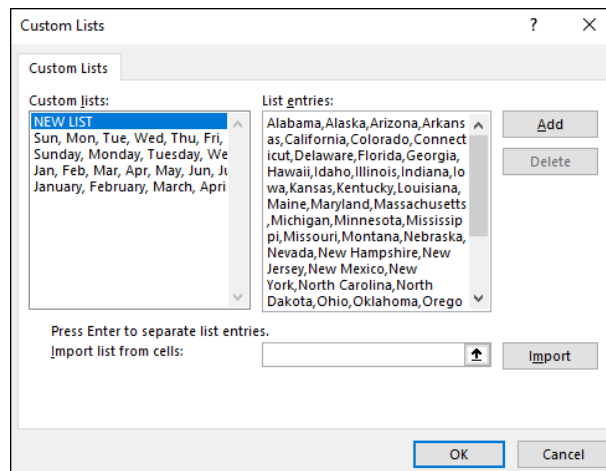 Custom Lists ?
Custom Lists
Custom lists:
NEW LIST
Sun, Mon, Tue, Wed, Thu, Fri,
Sunday, Monday, Tuesday, We
Jan, Feb, Mar, Apr, May, Jun, Ju
January, February, March, Apri
List entries:
Alabama,Alaska,Arizona,Arkans
as,California,Colorado,Connect
icut,Delaware,Florida,Georgia,
Hawaii,Idaho,Illinois,Indiana,Io
wa,Kansas,Kentucky,Louisiana,
Maine,Maryland,Massachusetts
,Michigan,Minnesota,Mississip
pi,Missouri,Montana,Nebraska,
Nevada,New Hampshire,New
Jersey,New Mexico,New
York,North Carolina,North
Dakota,Ohio,Oklahoma,Orego
Add
Delete
Press Enter to separate list entries.
Import list from cells:
Import
OK
Cancel